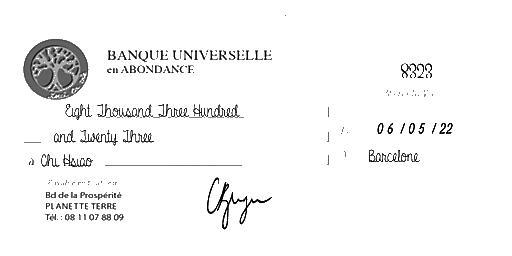 BANQUE UNIVERSELLE
en ABONDANCE
8323
Eight Thousand Three Hundred
06/05/22
and Twenty Three
à Chi Hsiao
Barcelone
Bd de la Prospérité
PLANETTE TERRE
Tél. : 08 11 07 88 09